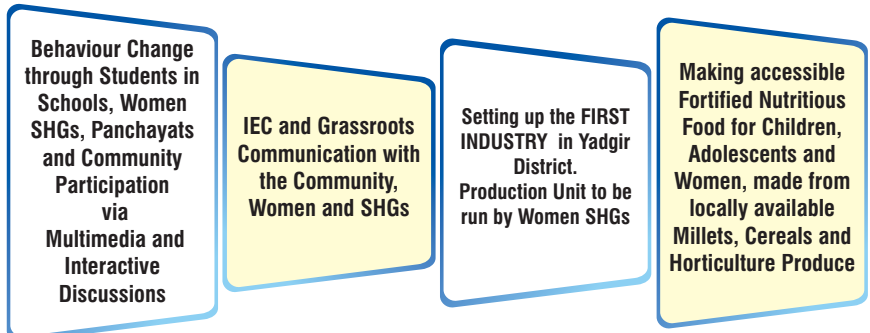 Behaviour Change
through Students in
Schools, Women
SHGs, Panchayats
and Community
Participation
via
Multimedia and
Interactive
Discussions
IEC and Grassroots
Communication with
the Community,
Women and SHGs
Setting up the FIRST
INDUSTRY in Yadgir
District.
Production Unit to be
run by Women SHGs
Making accessible
Fortified Nutritious
Food for Children,
Adolescents and
Women, made from
locally available
Millets, Cereals and
Horticulture Produce